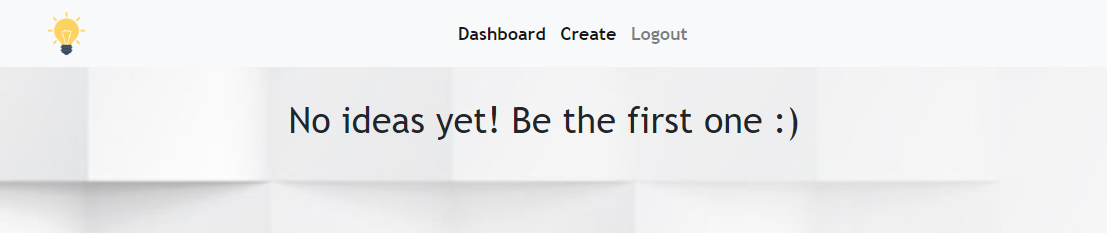 Dashboard Create Logout
No ideas yet! Be the first one :)